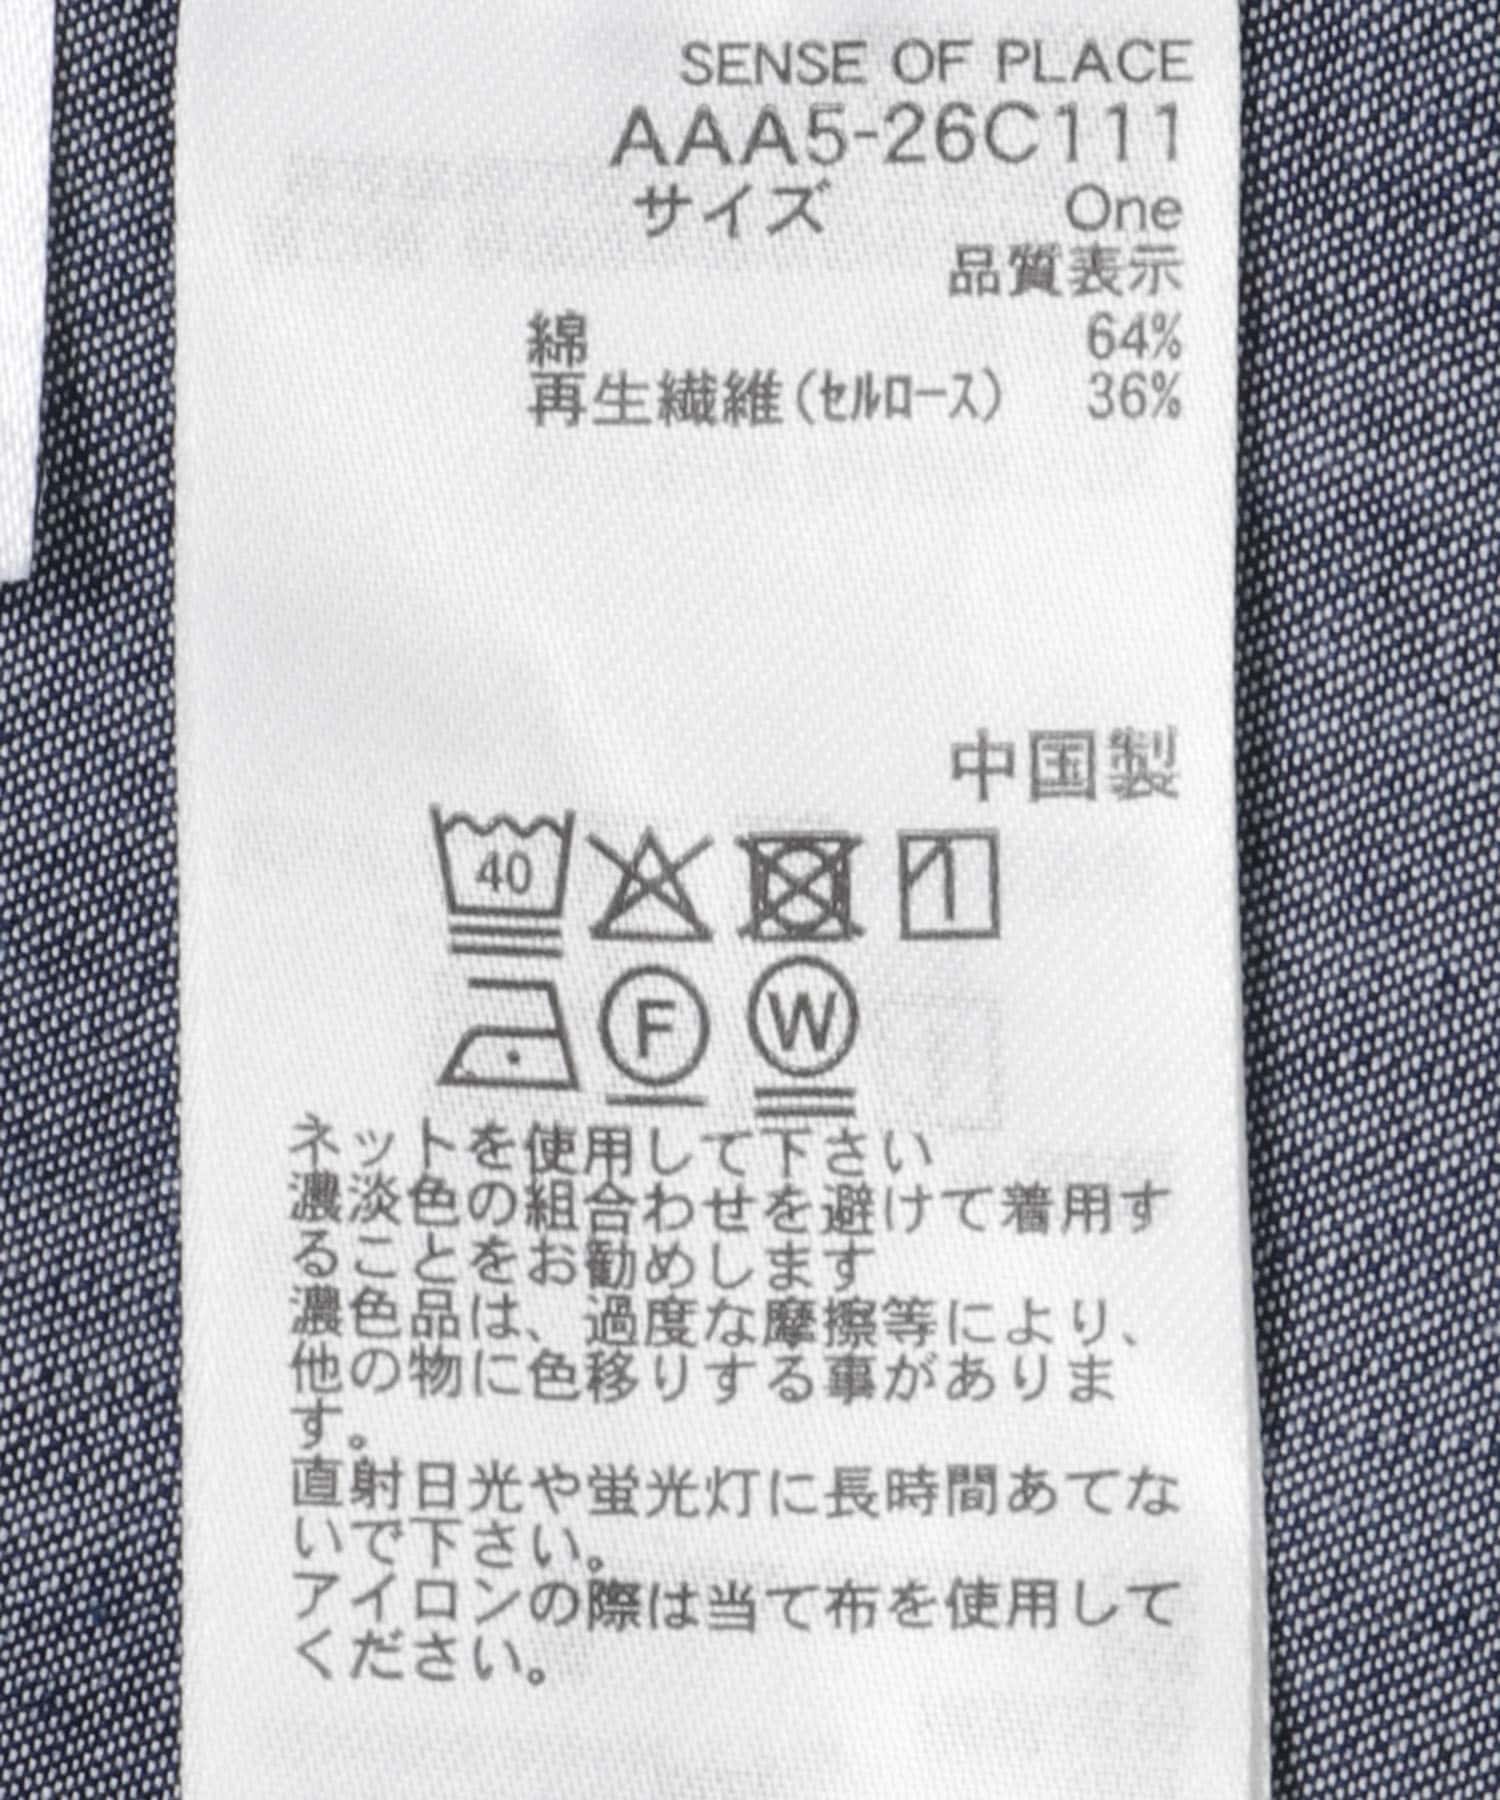 SENSE OF PLACE
AAA5-26C111
サイズ One
品質表示
綿 64%
再生繊維(セルロース) 36%
中国製
40
F W
ネットを使用して下さい
濃淡色の組合わせを避けて着用す
ることをお勧めします
濃色品は、過度な摩擦等により、
他の物に色移りする事がありま
す。
直射日光や蛍光灯に長時間あてな
いで下さい。
アイロンの際は当て布を使用して
ください。